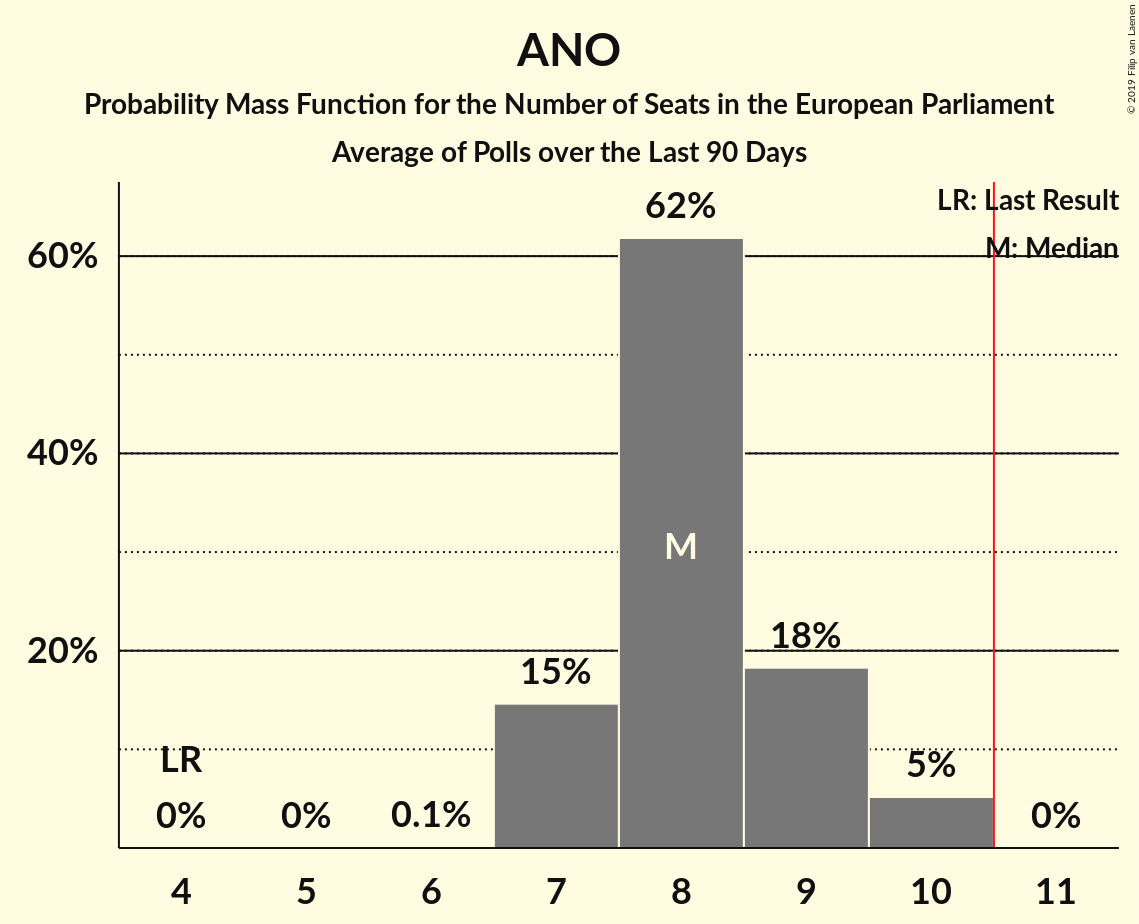 ANO
Probability Mass Function for the Number of Seats in the European Parliament
Average of Polls over the Last 90 Days
© 2019 Filip van Laenen
LR: Last Result
M: Median
62%
60%
40%
M
20%
18%
15%
LR
5%
0%
0%
0.1%
0%
4
5
6
7
8
9
10
11